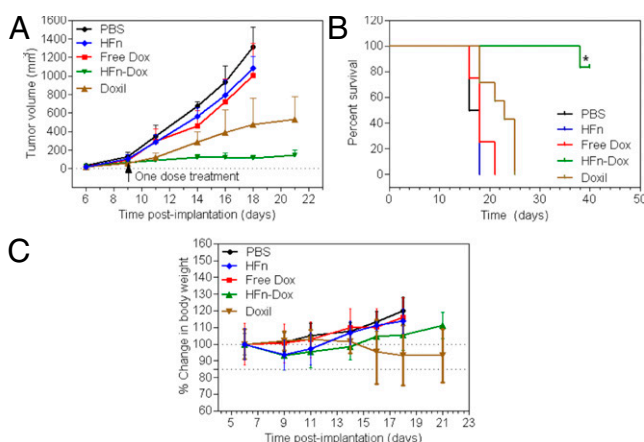 A
Tumor volume (mm³)
1600
1400
1200
1000
800
600
400
200
0
PBS
HFn
Free Dox
HFn-Dox
Doxil
One dose treatment
6 8 10 12 14 16 18 20 22
Time post-implantation (days)
B
Percent survival
100
80
60
40
20
0
*
PBS
HFn
Free Dox
HFn-Dox
Doxil
0 10 20 30 40 50
Time (days)
C
% Change in body weight
160
150
140
130
120
110
100
90
80
70
60
PBS
HFn
Free Dox
HFn-Dox
Doxil
5 7 9 11 13 15 17 19 21 23
Time post-implantation (days)